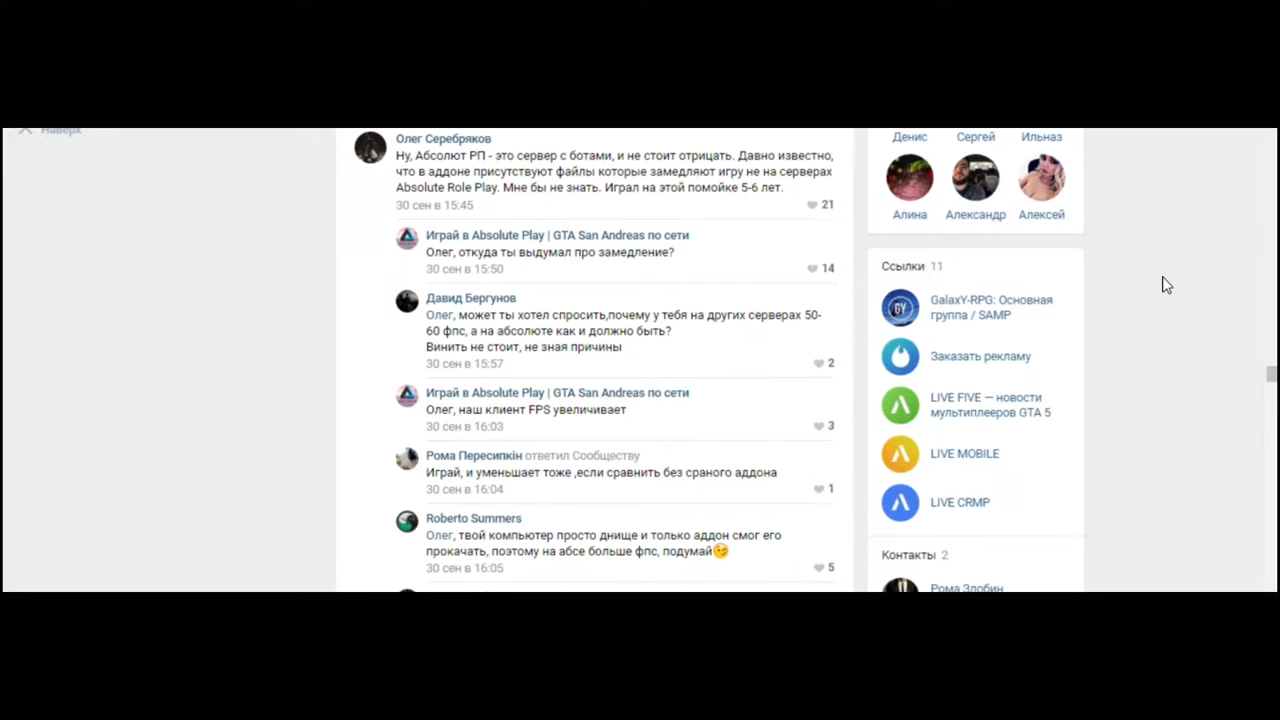 Наверх
Олег Серебряков
Ну, Абсолют РП - это сервер с ботами, и не стоит отрицать. Давно известно,
что в аддоне присутствуют файлы которые замедляют игру не на серверах
Absolute Role Play. Мне бы не знать. Играл на этой помойке 5-6 лет.
30 сен в 15:45
21
Играй в Absolute Play | GTA San Andreas по сети
Олег, откуда ты выдумал про замедление?
30 сен в 15:50
14
Давид Бергунов
Олег, может ты хотел спросить,почему у тебя на других серверах 50-
60 фпс, а на абсолюте как и должно быть?
Винить не стоит, не зная причины
30 сен в 15:57
2
Играй в Absolute Play | GTA San Andreas по сети
Олег, наш клиент FPS увеличивает
30 сен в 16:03
3
Рома Пересипкін ответил Сообществу
Играй, и уменьшает тоже ,если сравнить без сраного аддона
30 сен в 16:04
1
Roberto Summers
Олег, твой компьютер просто днище и только аддон смог его
прокачать, поэтому на абсе больше фпс, подумай
30 сен в 16:05
5
Денис
Сергей
Ильназ
Алина
Александр
Алексей
Ссылки 11
GY
GalaxY-RPG: Основная
группа / SAMP
Заказать рекламу
LIVE FIVE — новости
мультиплееров GTA 5
LIVE MOBILE
LIVE CRMP
Контакты 2
Рома Злобин